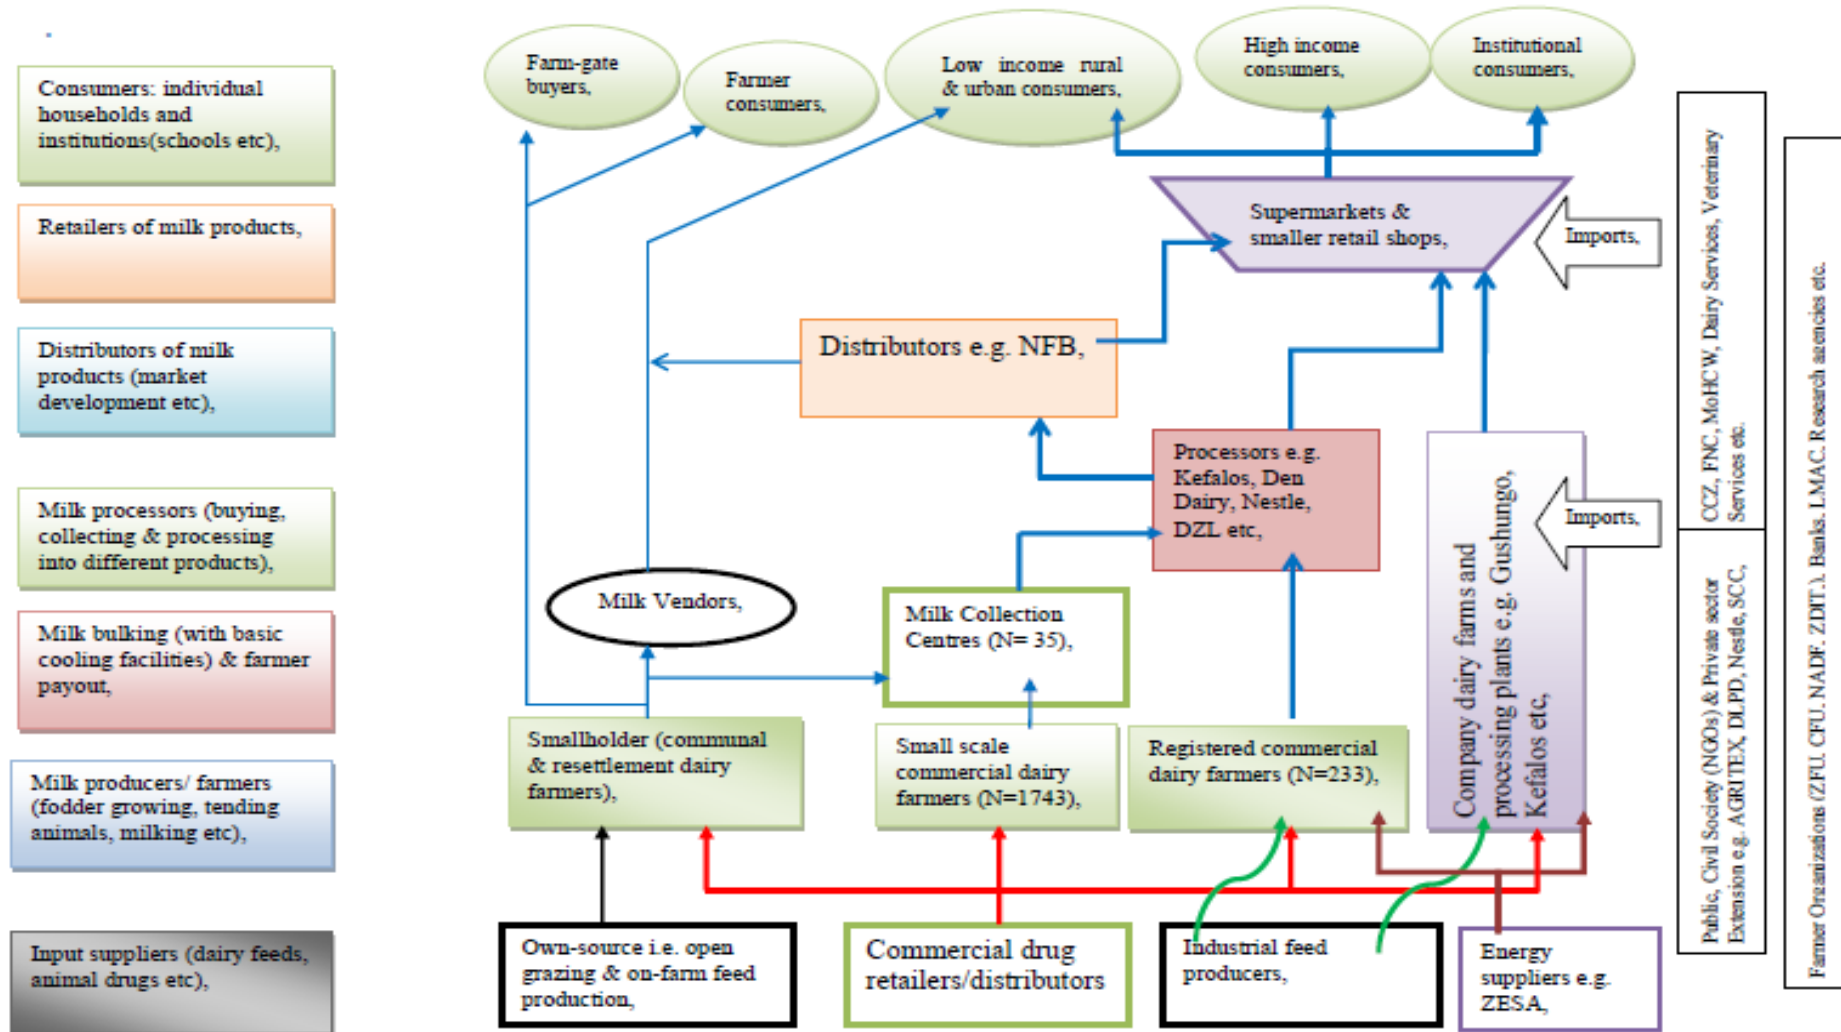 Consumers: individual
households and
institutions(schools etc),
Retailers of milk products,
Distributors of milk
products (market
development etc),
Milk processors (buying,
collecting & processing
into different products),
Milk bulking (with basic
cooling facilities) & farmer
payout,
Milk producers/ farmers
(fodder growing, tending
animals, milking etc),
Input suppliers (dairy feeds,
animal drugs etc),
Farm-gate
buyers,
Farmer
consumers,
Low income rural
& urban consumers,
High income
consumers,
Institutional
consumers,
Supermarkets &
smaller retail shops,
Imports,
Distributors e.g. NFB,
Processors e.g.
Kefalos, Den
Dairy, Nestle,
DZL etc,
Company dairy farms and
processing plants e.g. Gushungo,
Kefalos etc,
Imports,
Milk Vendors,
Milk Collection
Centres (N= 35),
Smallholder (communal
& resettlement dairy
farmers),
Small scale
commercial dairy
farmers (N=1743),
Registered commercial
dairy farmers (N=233),
Own-source i.e. open
grazing & on-farm feed
production,
Commercial drug
retailers/distributors
Industrial feed
producers,
Energy
suppliers e.g.
ZESA,
CCZ, FNC, MoHCW, Dairy Services, Veterinary
Services etc.
Public, Civil Society (NGOs) & Private sector
Extension e.g. AGRITEX, DLPD, Nestle, SCC,
Farmer Organizations (ZFU, CFU, NADF, ZDIT,), Banks, LMAC, Research agencies etc.